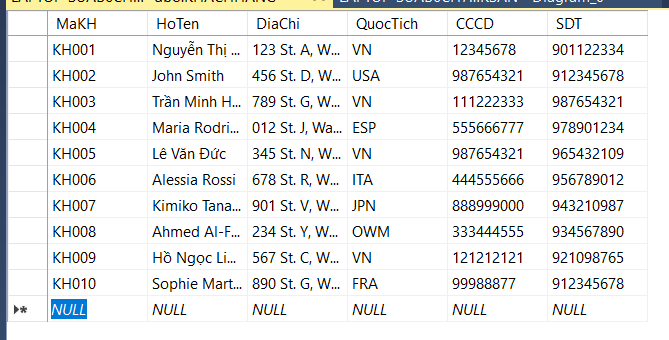 MaKH HoTen DiaChi QuocTich CCCD SDT
KH001 Nguyễn Thị ... 123 St. A, W... VN 12345678 901122334
KH002 John Smith 456 St. D, W... USA 987654321 912345678
KH003 Trần Minh H... 789 St. G, W... VN 111222333 987654321
KH004 Maria Rodri... 012 St. J, Wa... ESP 555666777 978901234
KH005 Lê Văn Đức 345 St. N, W... VN 987654321 965432109
KH006 Alessia Rossi 678 St. R, W... ITA 444555666 956789012
KH007 Kimiko Tana... 901 St. V, W... JPN 888999000 943210987
KH008 Ahmed Al-F... 234 St. Y, W... OWM 333444555 934567890
KH009 Hồ Ngọc Li... 567 St. C, W... VN 121212121 921098765
KH010 Sophie Mart... 890 St. G, W... FRA 99988877 912345678
NULL NULL NULL NULL NULL NULL